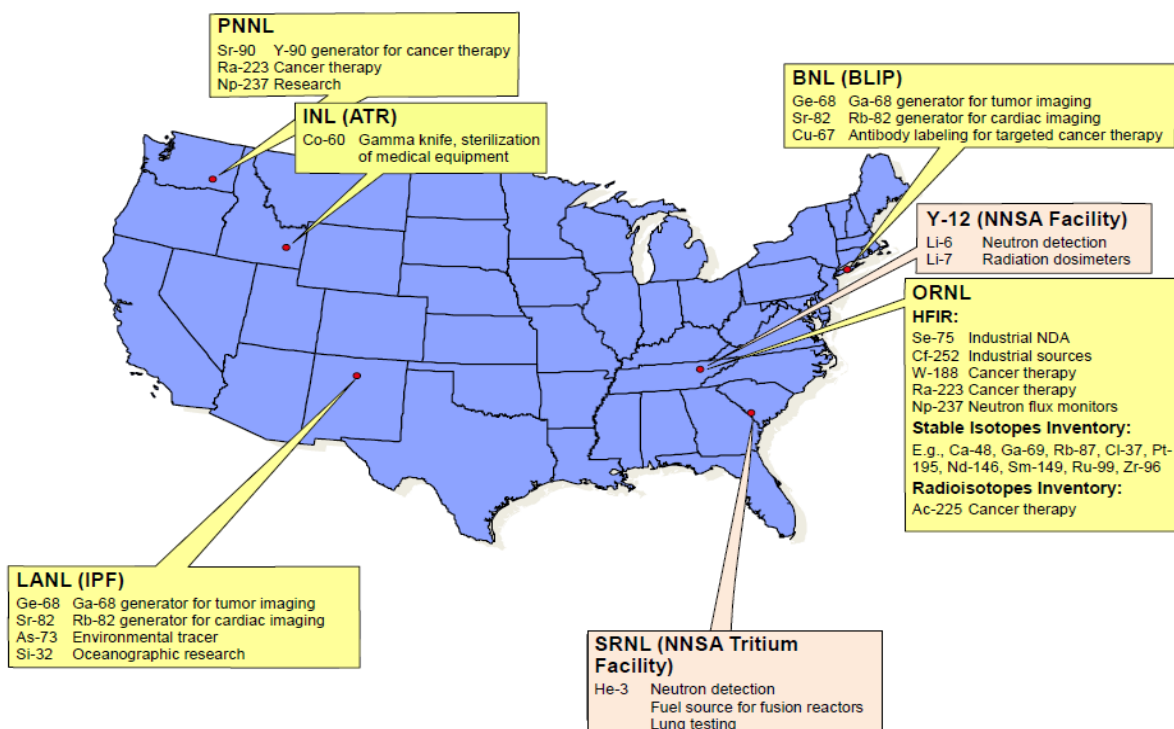 PNNL
Sr-90 Y-90 generator for cancer therapy
Ra-223 Cancer therapy
Np-237 Research
INL (ATR)
Co-60 Gamma knife, sterilization
of medical equipment
BNL (BLIP)
Ge-68 Ga-68 generator for tumor imaging
Sr-82 Rb-82 generator for cardiac imaging
Cu-67 Antibody labeling for targeted cancer therapy
Y-12 (NNSA Facility)
Li-6 Neutron detection
Li-7 Radiation dosimeters
ORNL
HFIR:
Se-75 Industrial NDA
Cf-252 Industrial sources
W-188 Cancer therapy
Ra-223 Cancer therapy
Np-237 Neutron flux monitors
Stable Isotopes Inventory:
E.g., Ca-48, Ga-69, Rb-87, Cl-37, Pt-
195, Nd-146, Sm-149, Ru-99, Zr-96
Radioisotopes Inventory:
Ac-225 Cancer therapy
LANL (IPF)
Ge-68 Ga-68 generator for tumor imaging
Sr-82 Rb-82 generator for cardiac imaging
As-73 Environmental tracer
Si-32 Oceanographic research
SRNL (NNSA Tritium
Facility)
He-3 Neutron detection
Fuel source for fusion reactors
Lung testing